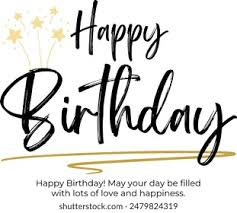 Happy
Birthday
Happy Birthday! May your day be filled
with lots of love and happiness.
shutterstock.com · 2479824319